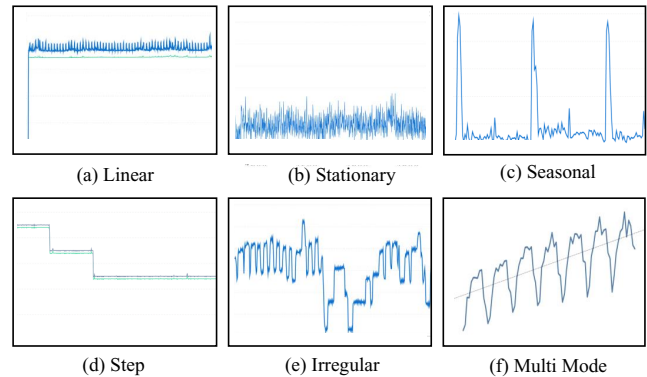 (a) Linear
(b) Stationary
(c) Seasonal
(d) Step
(e) Irregular
(f) Multi Mode